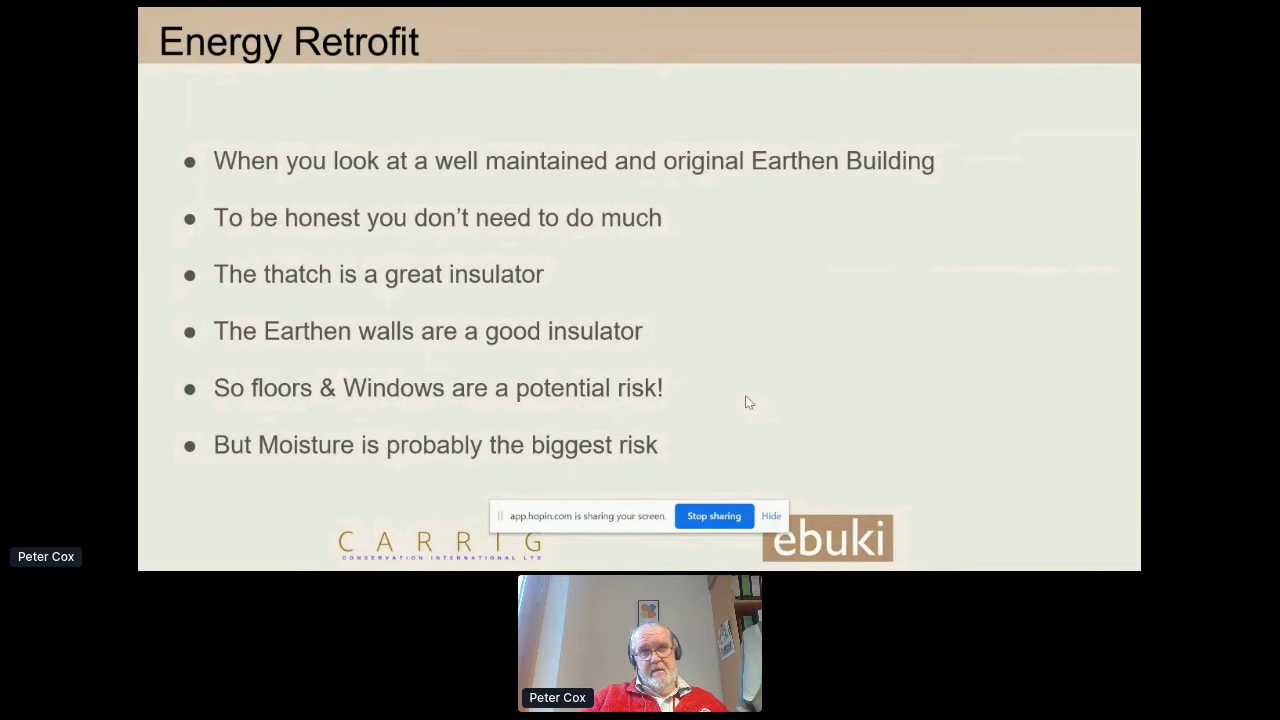 Energy Retrofit
● When you look at a well maintained and original Earthen Building
● To be honest you don’t need to do much
● The thatch is a great insulator
● The Earthen walls are a good insulator
● So floors & Windows are a potential risk!
● But Moisture is probably the biggest risk
app.hopin.com is sharing your screen.
Stop sharing
Hide
CARRIG
CONSERVATION INTERNATIONAL LTD
ebuki
Peter Cox
Peter Cox